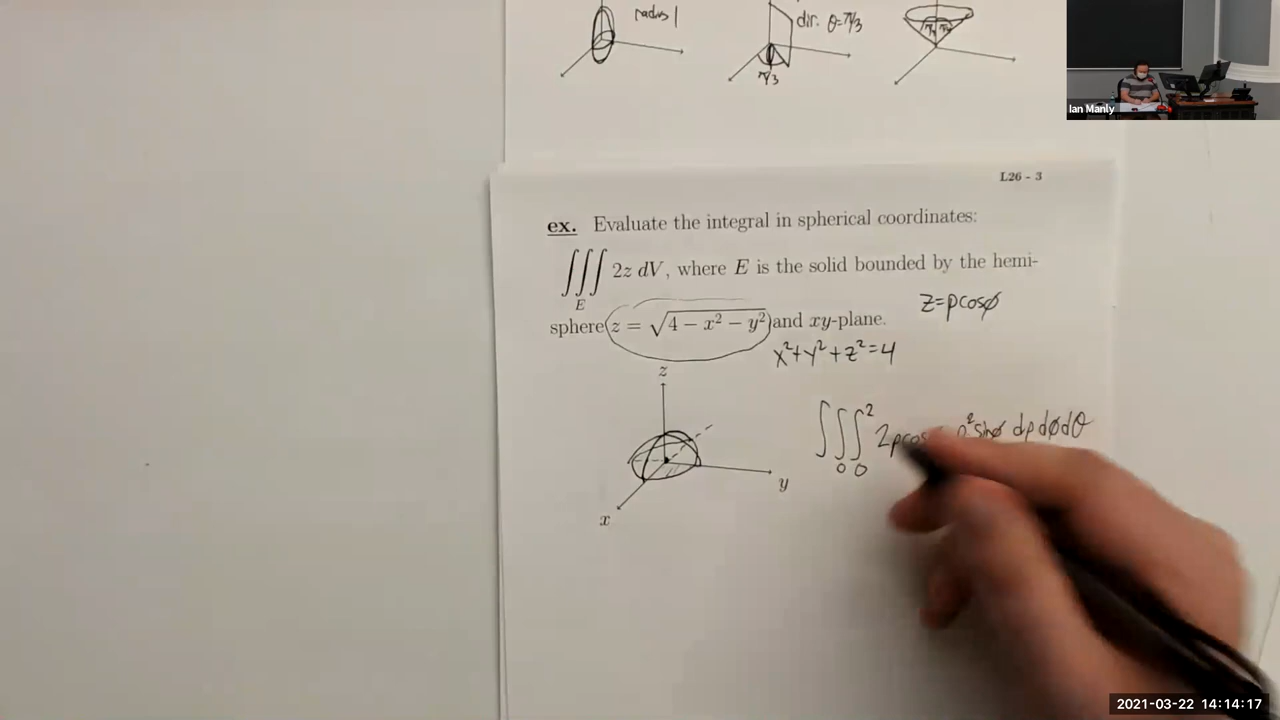 radius 1
dir. θ=π/3
π/3
Ian Manly
L26 - 3
ex. Evaluate the integral in spherical coordinates:
∭E 2z dV, where E is the solid bounded by the hemi-
sphere z = √4 − x² − y² and xy-plane.
z=ρcosφ
x²+y²+z²=4
z
∫∫0∫0² 2ρcos ρ²sinφ dρdφdθ
y
x
2021-03-22 14:14:17